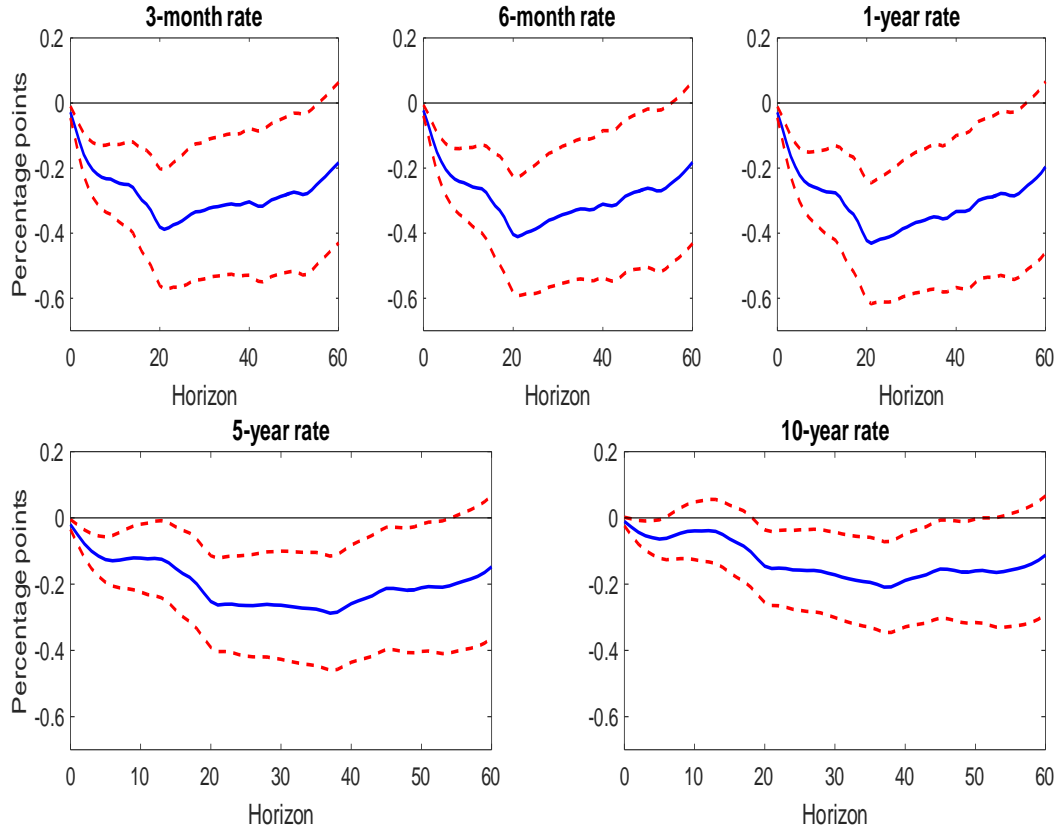 3-month rate
6-month rate
1-year rate
Percentage points
0.2
0
-0.2
-0.4
-0.6
0 20 40 60
Horizon
0.2
0
-0.2
-0.4
-0.6
0 20 40 60
Horizon
0.2
0
-0.2
-0.4
-0.6
0 20 40 60
Horizon
5-year rate
10-year rate
Percentage points
0.2
0
-0.2
-0.4
-0.6
0 10 20 30 40 50 60
Horizon
0.2
0
-0.2
-0.4
-0.6
0 10 20 30 40 50 60
Horizon